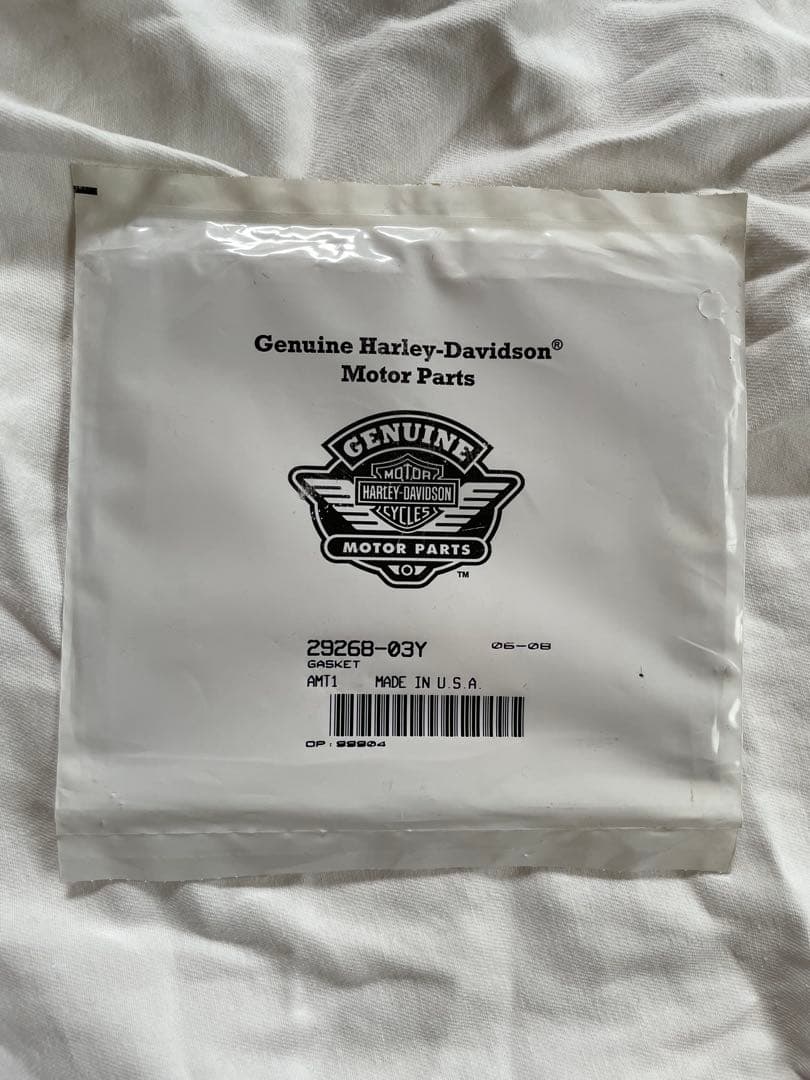 Genuine Harley-Davidson®
Motor Parts
GENUINE
MOTOR
HARLEY-DAVIDSON
CYCLES
MOTOR PARTS
TM
29268-03Y 06-08
GASKET
AMT1 MADE IN U.S.A.
OP: 99904